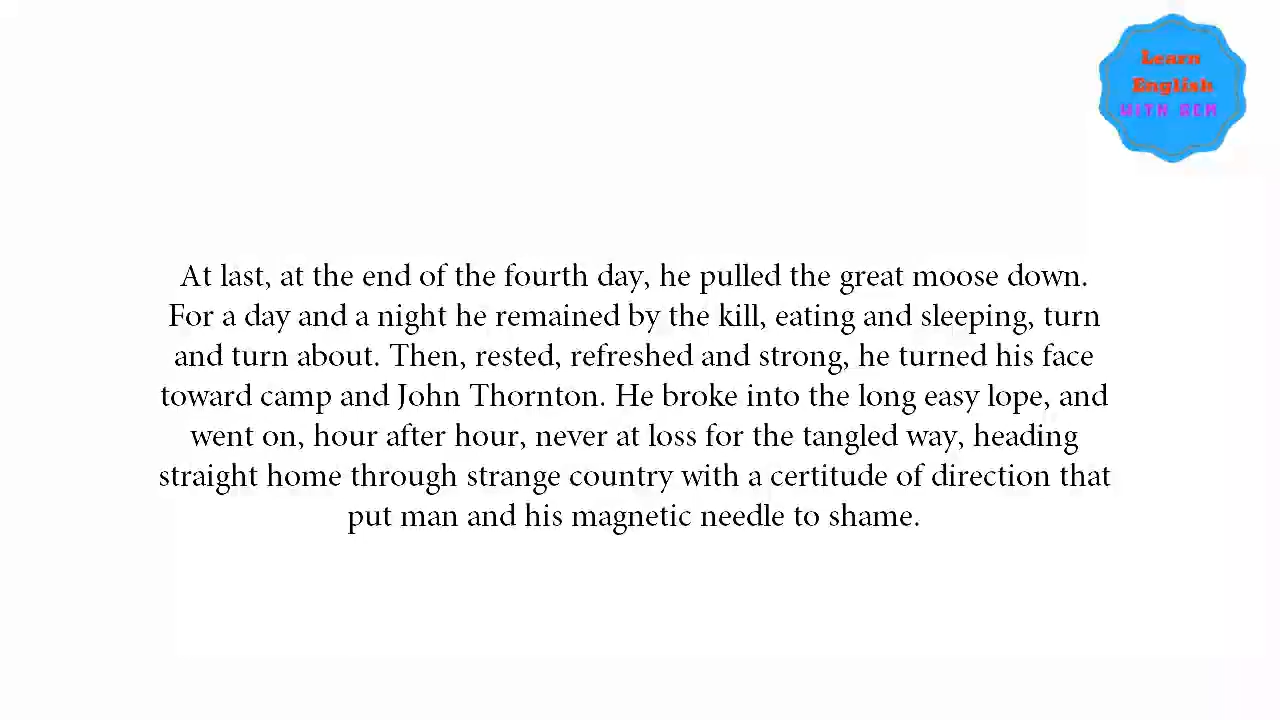 Learn
English
WITH
At last, at the end of the fourth day, he pulled the great moose down.
For a day and a night he remained by the kill, eating and sleeping, turn
and turn about. Then, rested, refreshed and strong, he turned his face
toward camp and John Thornton. He broke into the long easy lope, and
went on, hour after hour, never at loss for the tangled way, heading
straight home through strange country with a certitude of direction that
put man and his magnetic needle to shame.